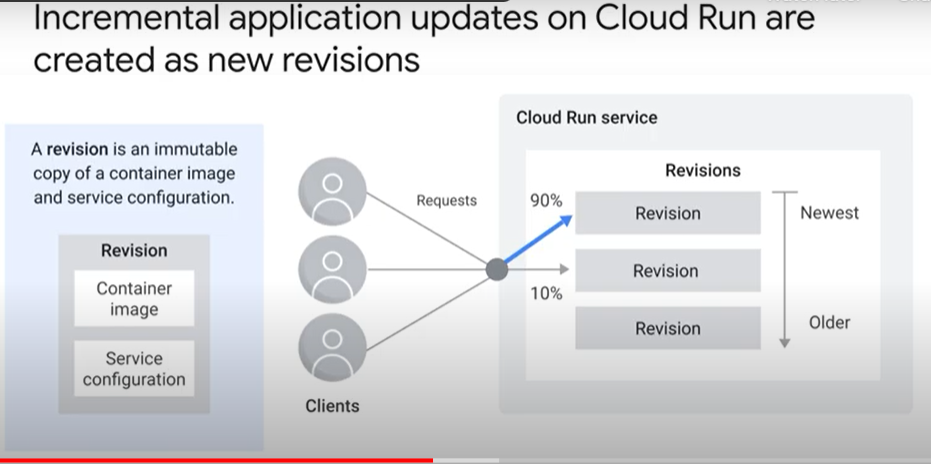 Incremental application updates on Cloud Run are
created as new revisions
A revision is an immutable
copy of a container image
and service configuration.
Revision
Container
image
Service
configuration
Clients
Requests
Cloud Run service
Revisions
90%
10%
Revision
Revision
Revision
Newest
Older